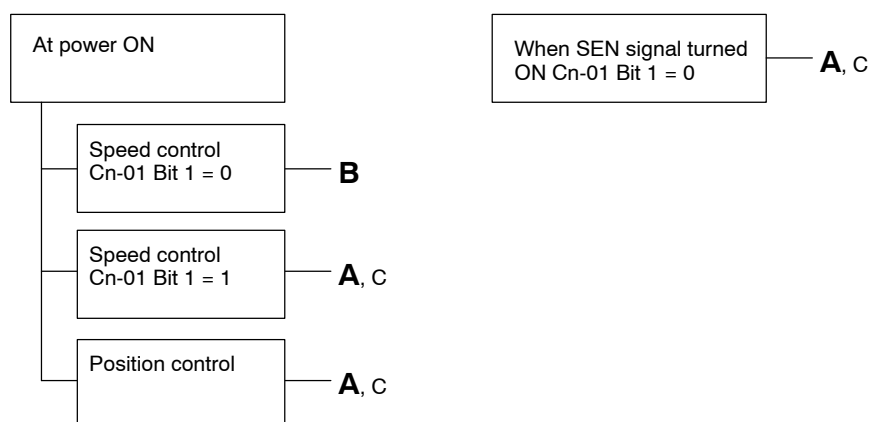 At power ON
Speed control
Cn-01 Bit 1 = 0
B
Speed control
Cn-01 Bit 1 = 1
A, C
Position control
A, C
When SEN signal turned
ON Cn-01 Bit 1 = 0
A, C